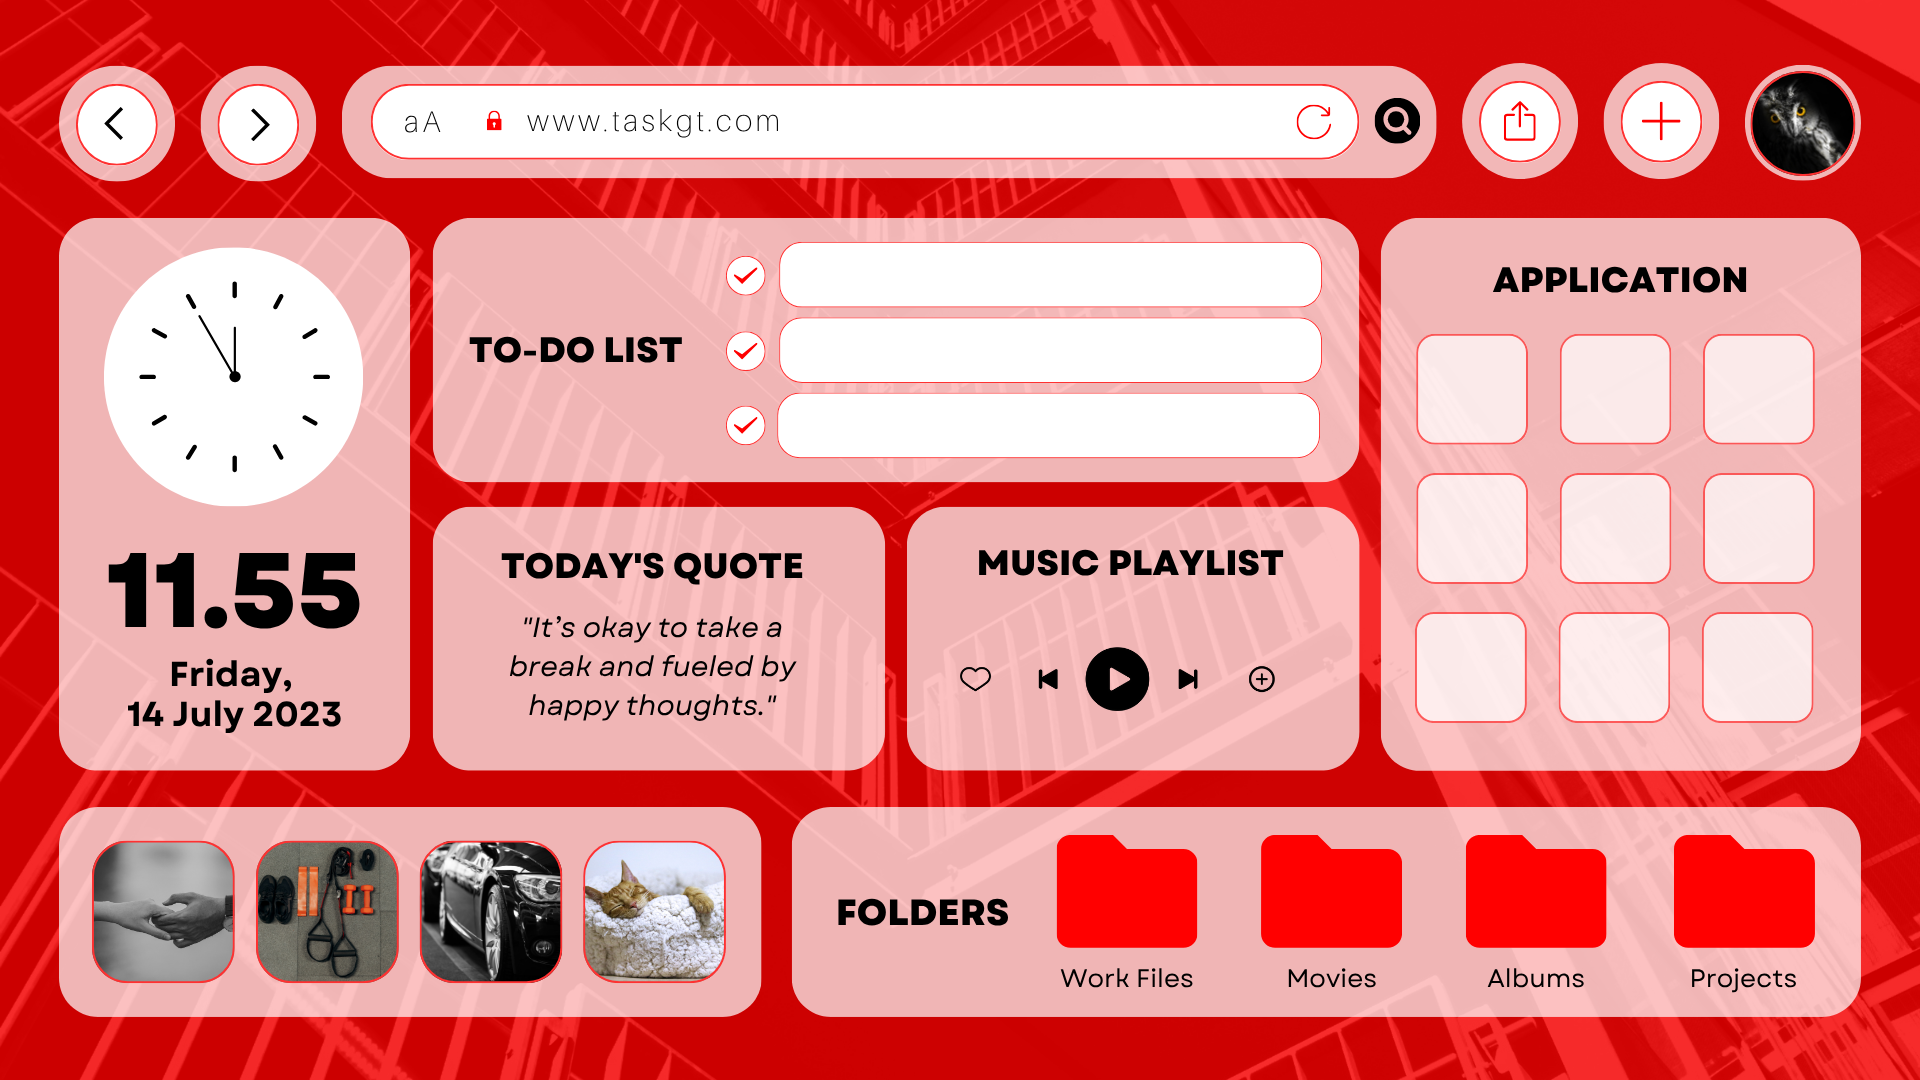 aA www.taskgt.com
TO-DO LIST
APPLICATION
11.55
Friday,
14 July 2023
TODAY'S QUOTE
"It’s okay to take a
break and fueled by
happy thoughts."
MUSIC PLAYLIST
FOLDERS
Work Files
Movies
Albums
Projects